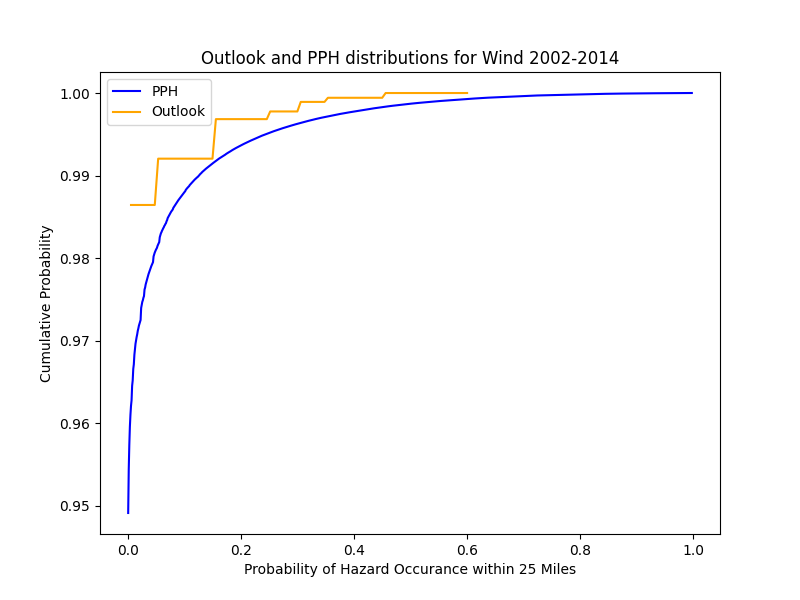 Outlook and PPH distributions for Wind 2002-2014
PPH
Outlook
1.00
0.99
0.98
0.97
0.96
0.95
Cumulative Probability
0.0 0.2 0.4 0.6 0.8 1.0
Probability of Hazard Occurance within 25 Miles